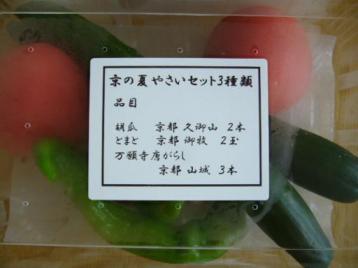 京の夏やさいセット3種類
品目
胡瓜 京都 久御山 2本
とまと 京都 御牧 2玉
万願寺唐がらし
京都 山城 3本